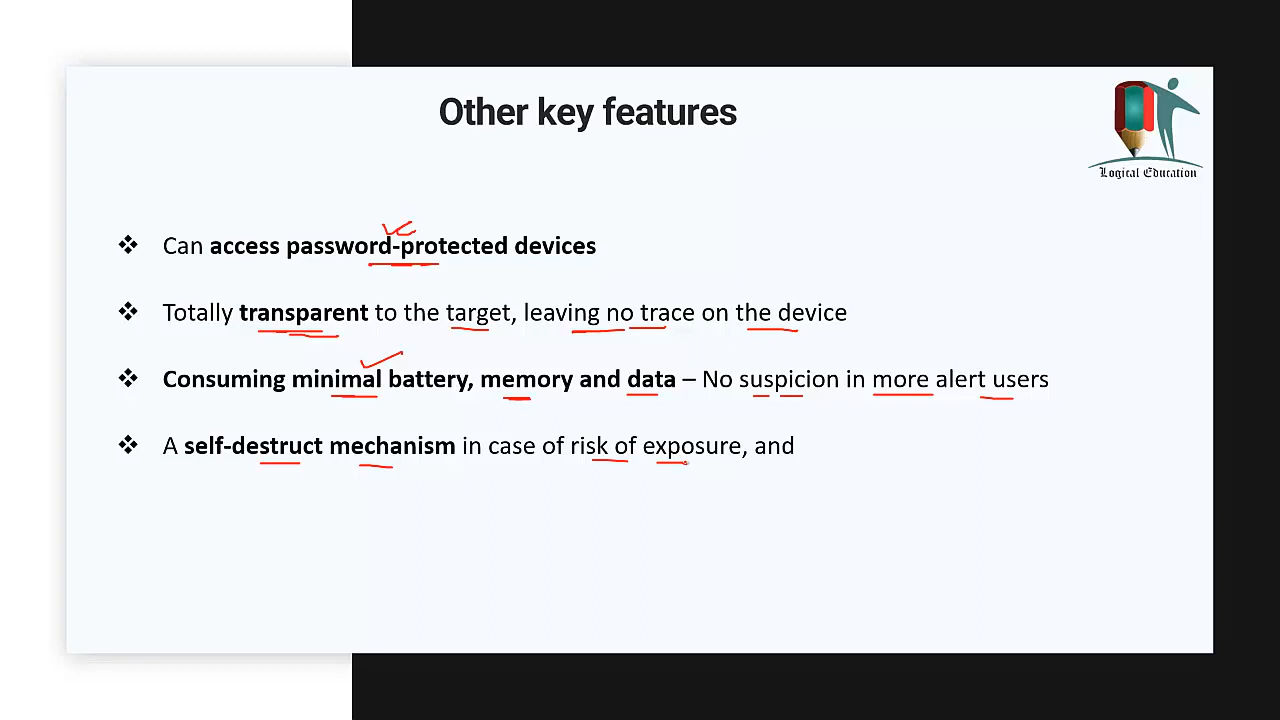 Other key features
Logical Education
❖ Can access password-protected devices
❖ Totally transparent to the target, leaving no trace on the device
❖ Consuming minimal battery, memory and data – No suspicion in more alert users
❖ A self-destruct mechanism in case of risk of exposure, and